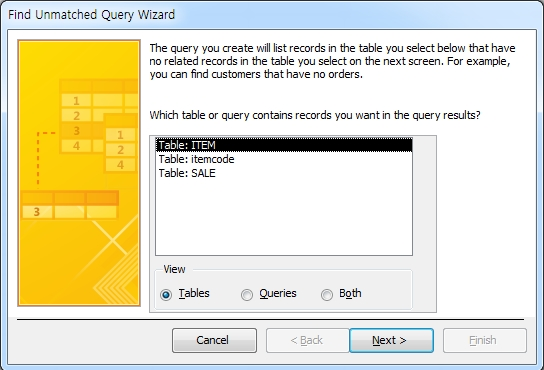 Find Unmatched Query Wizard
The query you create will list records in the table you select below that have
no related records in the table you select on the next screen. For example,
you can find customers that have no orders.
Which table or query contains records you want in the query results?
1
2
3
4
1
2
4
3
Table: ITEM
Table: itemcode
Table: SALE
View
Tables
Queries
Both
Cancel
< Back
Next >
Finish